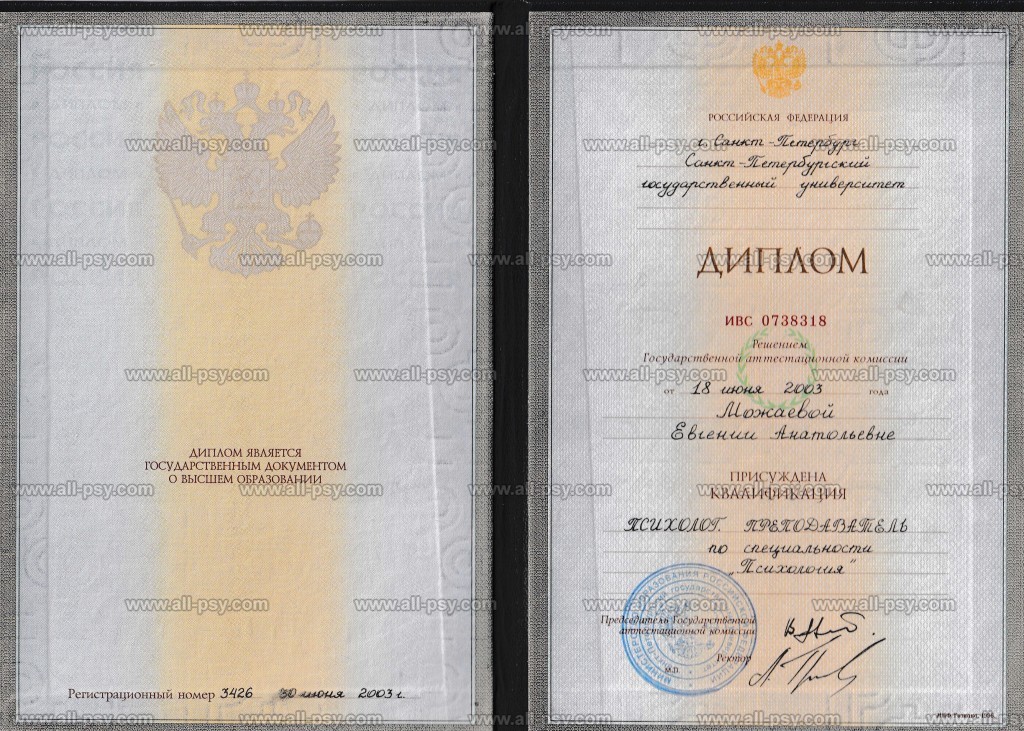 ДИПЛОМ ЯВЛЯЕТСЯ
ГОСУДАРСТВЕННЫМ ДОКУМЕНТОМ
О ВЫСШЕМ ОБРАЗОВАНИИ
Регистрационный номер 3426 30 июня 2003 г.
РОССИЙСКАЯ ФЕДЕРАЦИЯ
г. Санкт-Петербург
Санкт-Петербургский
государственный университет
ДИПЛОМ
ИВС 0738318
Решением
Государственной аттестационной комиссии
от 18 июня 2003 года
Можаевой
Евгении Анатольевне
ПРИСУЖДЕНА
КВАЛИФИКАЦИЯ
ПСИХОЛОГ. ПРЕПОДАВАТЕЛЬ
по специальности
„Психология"
Председатель Государственной
аттестационной комиссии
Ректор
М.П.
www.all-psy.com